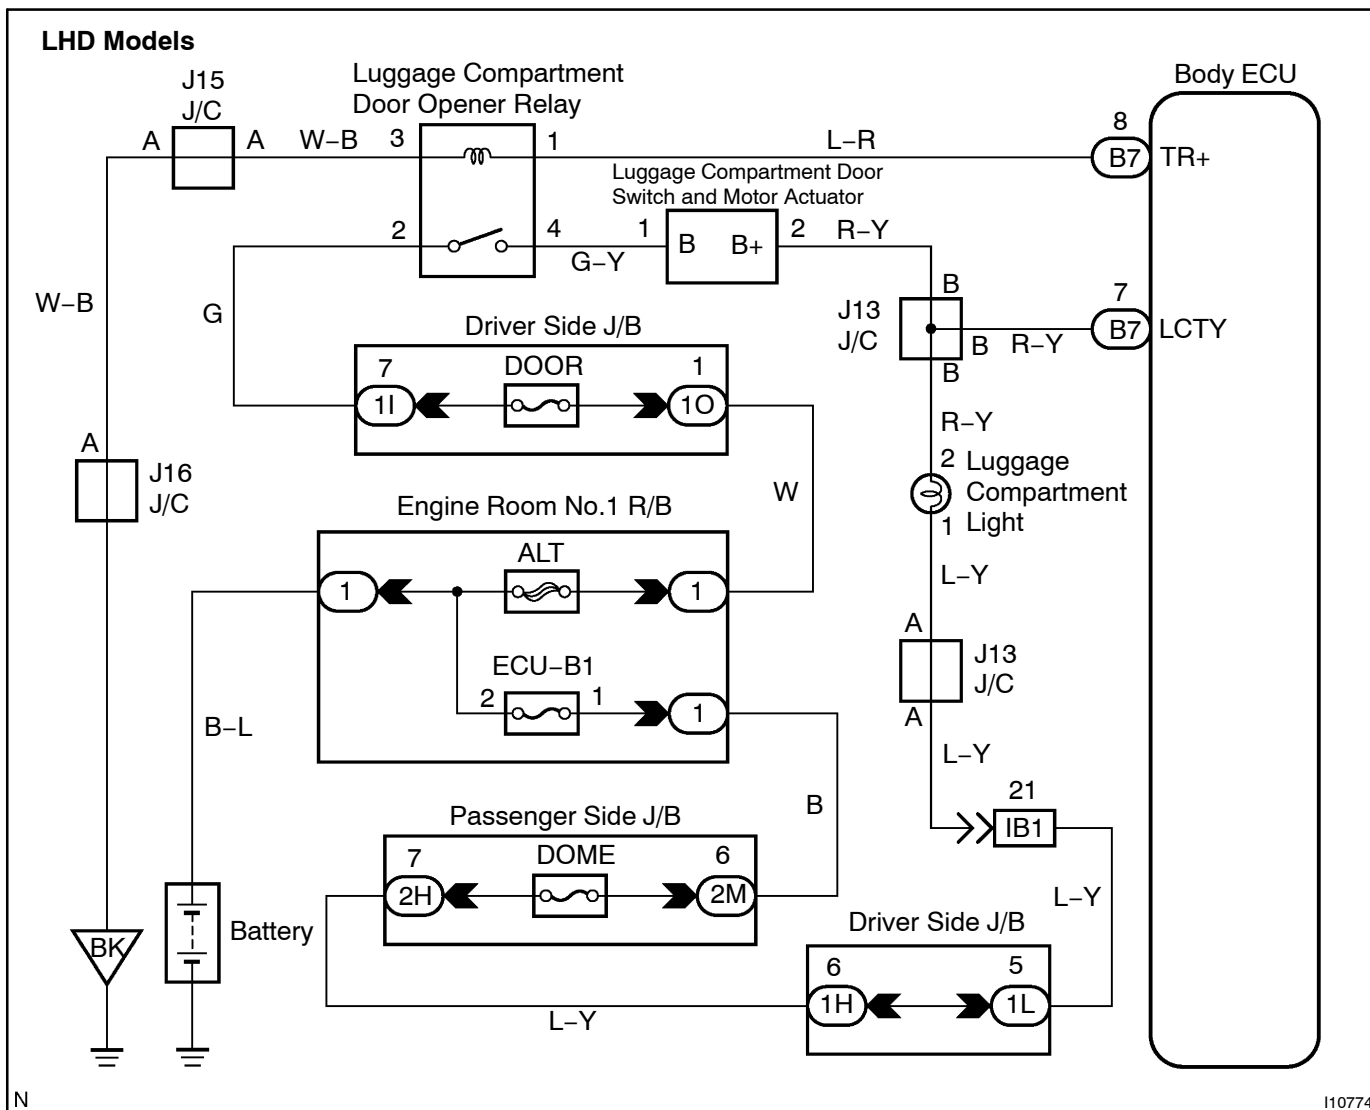 LHD Models
J15
J/C
A
A
W-B
Luggage Compartment
Door Opener Relay
3
1
L-R
Body ECU
8
B7
TR+
Luggage Compartment Door
Switch and Motor Actuator
2
4
G-Y
1
B
B+
2
R-Y
W-B
G
J13
J/C
B
B
B
R-Y
7
B7
LCTY
Driver Side J/B
7
1I
DOOR
1
1O
R-Y
A
J16
J/C
W
2
Luggage
Compartment
Light
1
Engine Room No.1 R/B
1
ALT
1
L-Y
ECU-B1
2
1
1
A
J13
J/C
A
B-L
L-Y
B
21
IB1
Passenger Side J/B
7
2H
DOME
6
2M
L-Y
BK
Battery
Driver Side J/B
6
1H
5
1L
L-Y
N
I10774